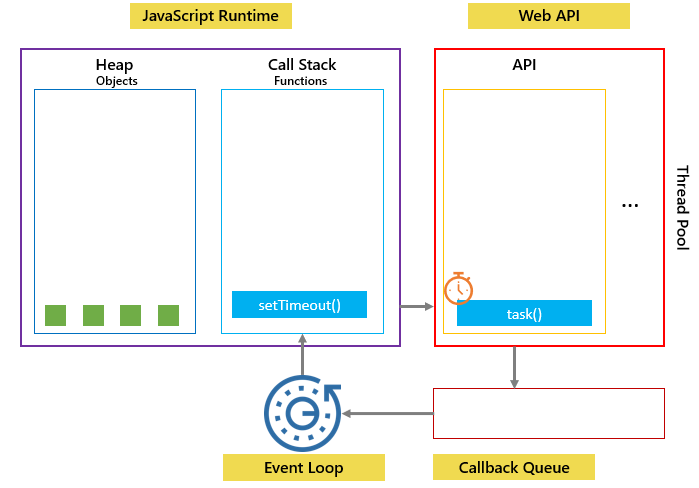 JavaScript Runtime
Web API
Heap
Objects
Call Stack
Functions
API
Thread Pool
...
setTimeout()
task()
Event Loop
Callback Queue